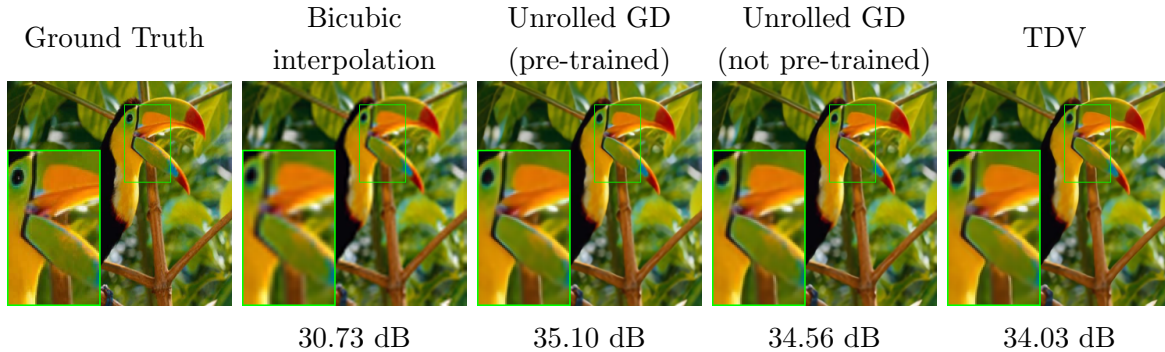 Ground Truth
Bicubic
interpolation
Unrolled GD
(pre-trained)
Unrolled GD
(not pre-trained)
TDV
30.73 dB
35.10 dB
34.56 dB
34.03 dB